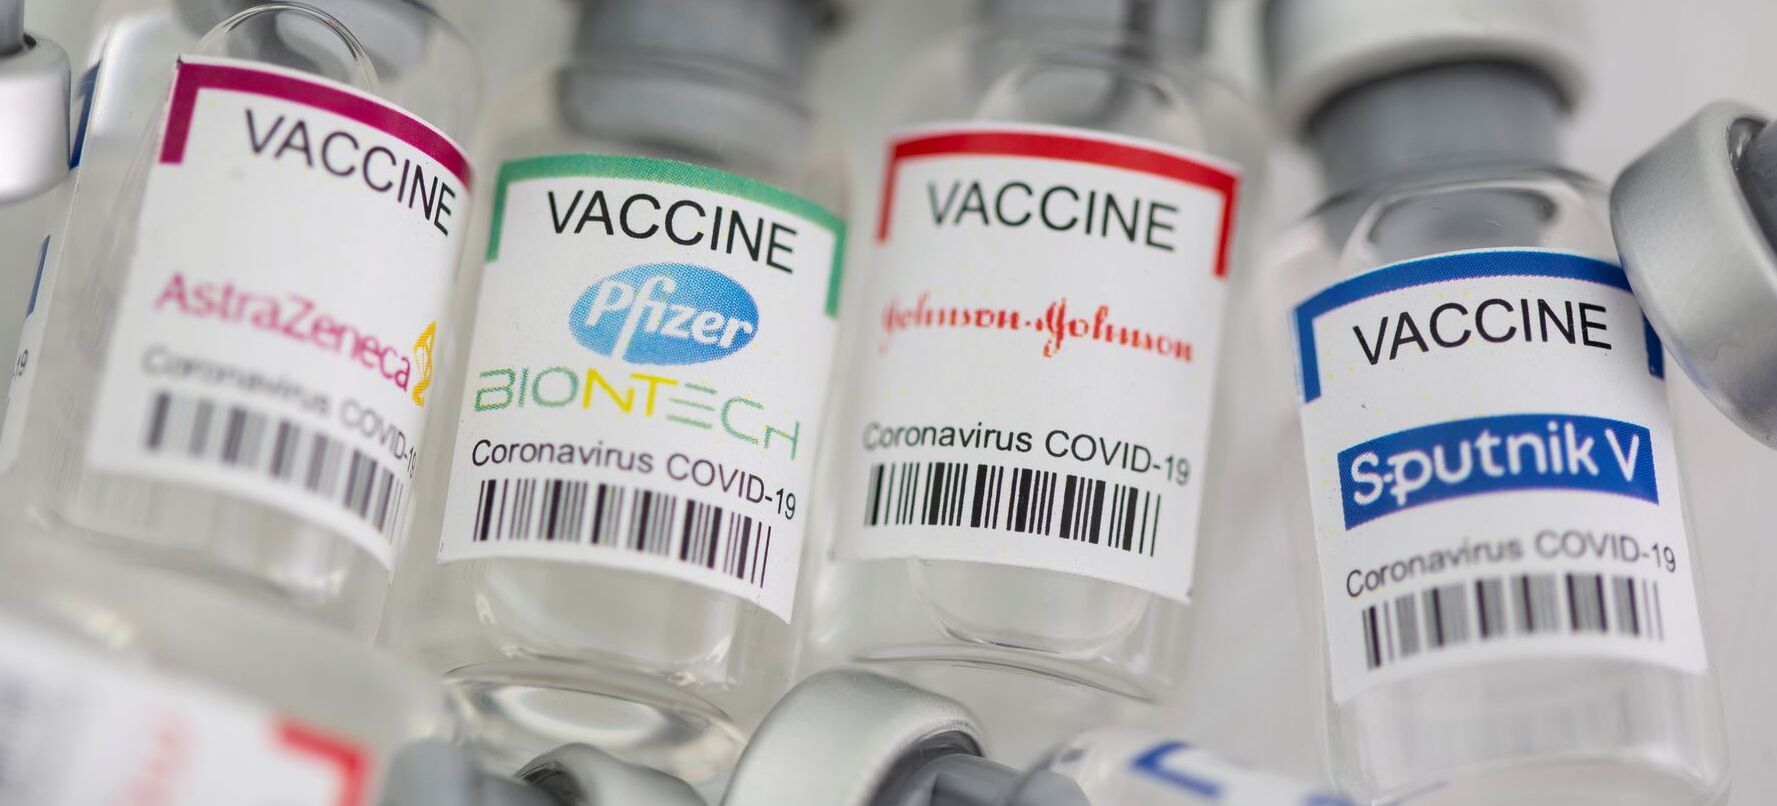 VACCINE
AstraZeneca
Coronavirus COVID-19
VACCINE
Pfizer
BIONTECH
Coronavirus COVID-19
VACCINE
Johnson&Johnson
Coronavirus COVID-19
VACCINE
Sputnik V
Coronavirus COVID-19
19